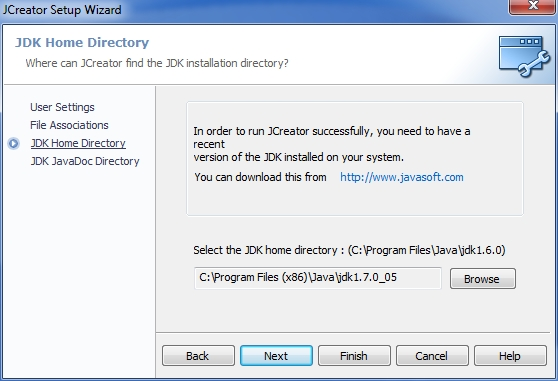 JCreator Setup Wizard
JDK Home Directory
Where can JCreator find the JDK installation directory?
User Settings
File Associations
JDK Home Directory
JDK JavaDoc Directory
In order to run JCreator successfully, you need to have a
recent
version of the JDK installed on your system.
You can download this from http://www.javasoft.com
Select the JDK home directory : (C:\Program Files\Java\jdk1.6.0)
C:\Program Files (x86)\Java\jdk1.7.0_05
Browse
Back Next Finish Cancel Help